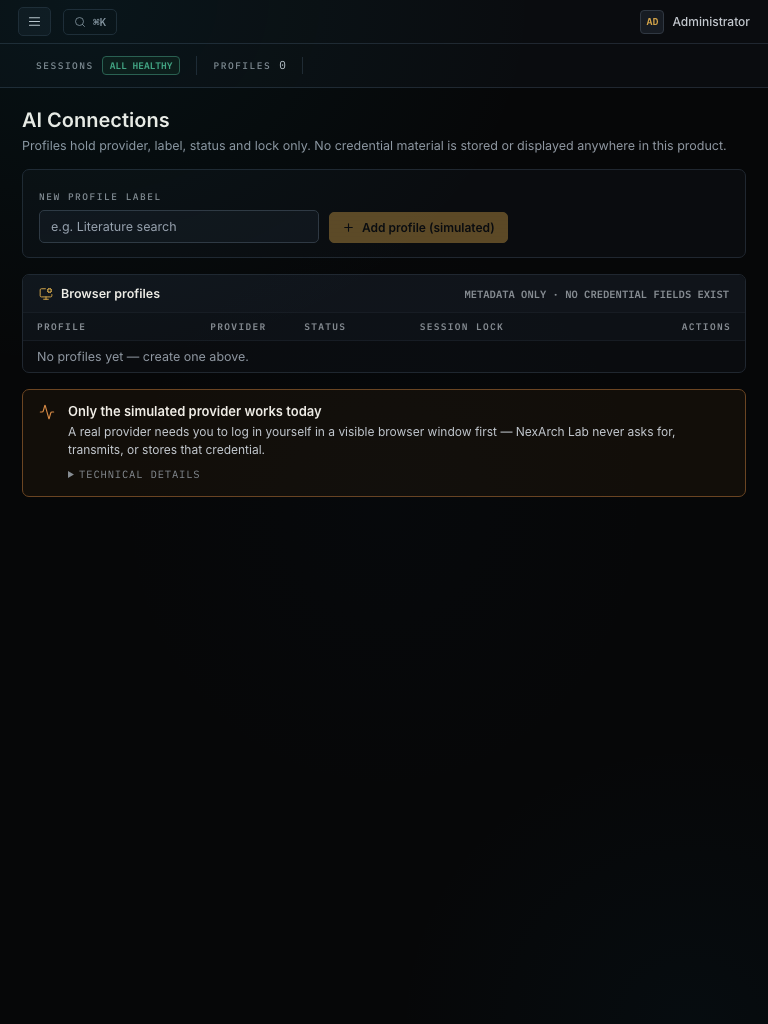 ⌘K
AD Administrator
SESSIONS ALL HEALTHY PROFILES 0
AI Connections
Profiles hold provider, label, status and lock only. No credential material is stored or displayed anywhere in this product.
NEW PROFILE LABEL
e.g. Literature search
+ Add profile (simulated)
Browser profiles
METADATA ONLY · NO CREDENTIAL FIELDS EXIST
PROFILE PROVIDER STATUS SESSION LOCK ACTIONS
No profiles yet — create one above.
Only the simulated provider works today
A real provider needs you to log in yourself in a visible browser window first — NexArch Lab never asks for,
transmits, or stores that credential.
TECHNICAL DETAILS